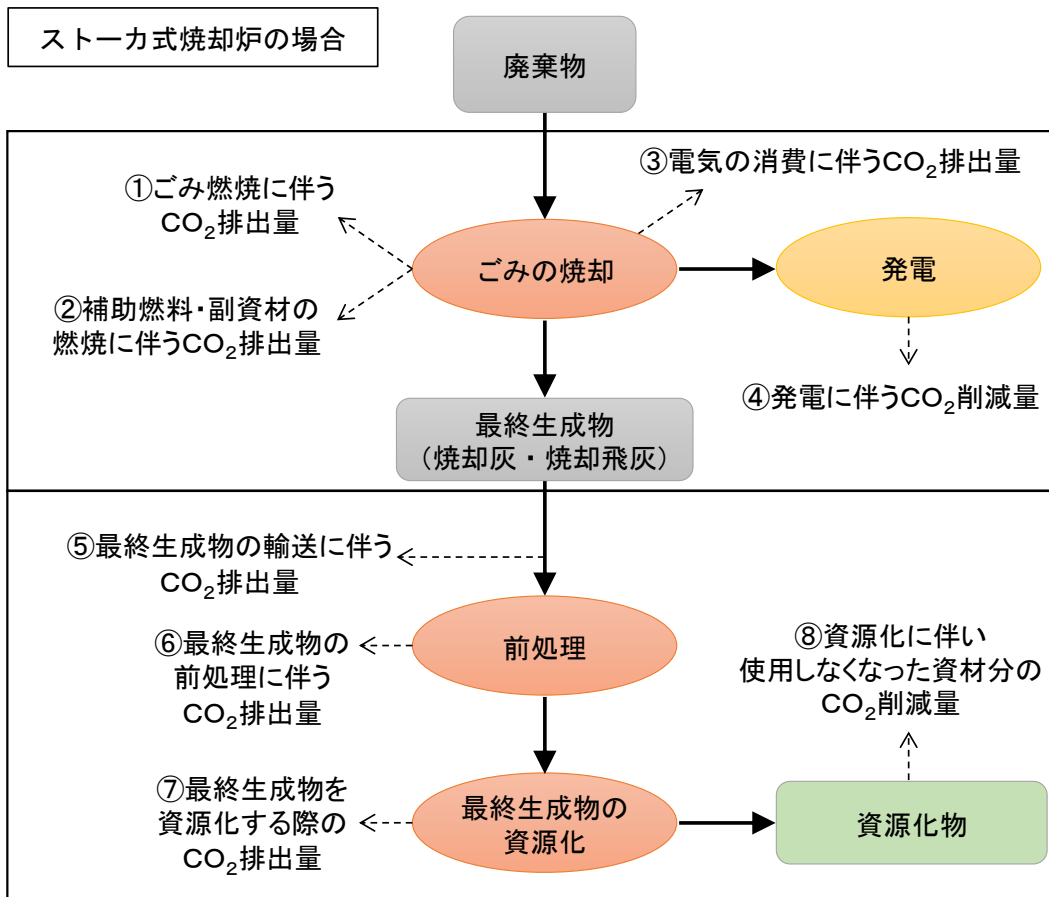 ストーカ式焼却炉の場合
廃棄物
③電気の消費に伴うCO₂排出量
①ごみ燃焼に伴う
CO₂排出量
ごみの焼却
発電
②補助燃料・副資材の
燃焼に伴うCO₂排出量
④発電に伴うCO₂削減量
最終生成物
（焼却灰・焼却飛灰）
⑤最終生成物の輸送に伴う
CO₂排出量
前処理
⑥最終生成物の
前処理に伴う
CO₂排出量
⑧資源化に伴い
使用しなくなった資材分の
CO₂削減量
⑦最終生成物を
資源化する際の
CO₂排出量
最終生成物の
資源化
資源化物